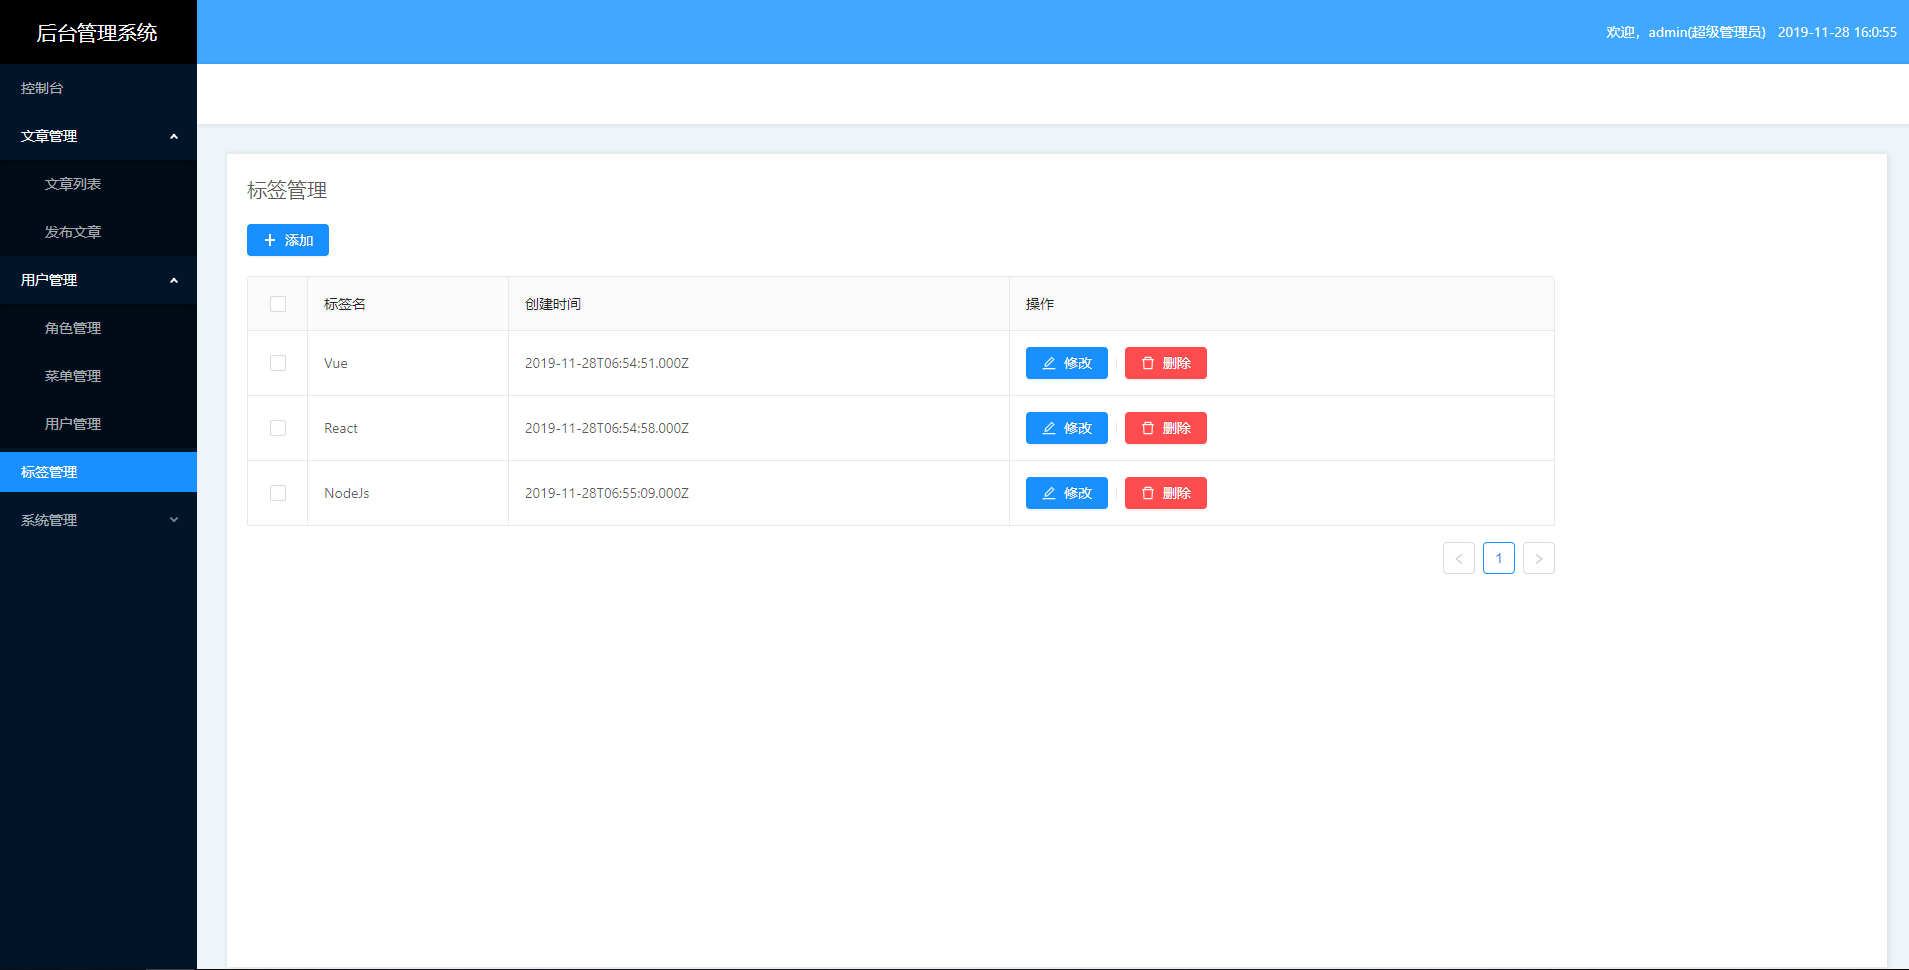 后台管理系统
欢迎，admin(超级管理员) 2019-11-28 16:0:55
控制台
文章管理
文章列表
发布文章
用户管理
角色管理
菜单管理
用户管理
标签管理
系统管理
标签管理
添加
标签名 创建时间 操作
Vue 2019-11-28T06:54:51.000Z 修改 删除
React 2019-11-28T06:54:58.000Z 修改 删除
NodeJs 2019-11-28T06:55:09.000Z 修改 删除
< 1 >